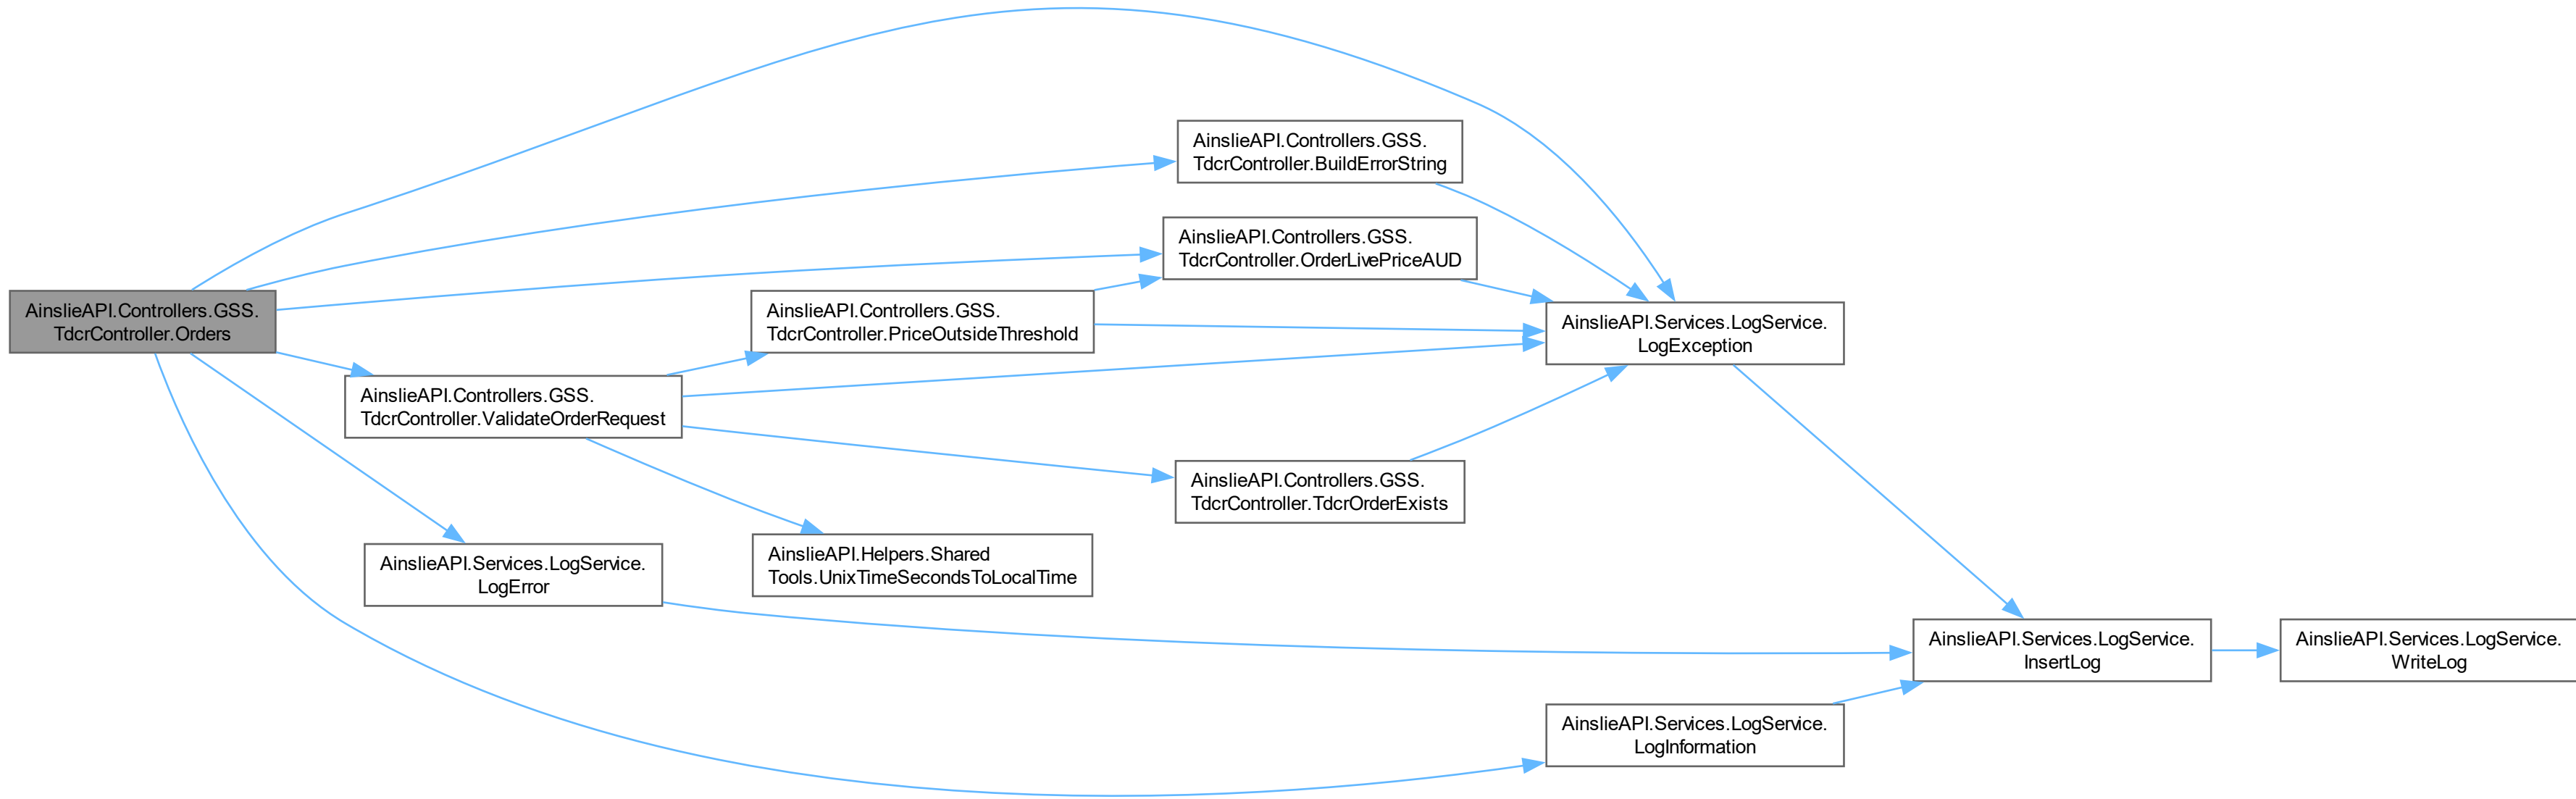 AinslieAPI.Controllers.GSS.
TdcrController.Orders
AinslieAPI.Controllers.GSS.
TdcrController.BuildErrorString
AinslieAPI.Controllers.GSS.
TdcrController.OrderLivePriceAUD
AinslieAPI.Controllers.GSS.
TdcrController.PriceOutsideThreshold
AinslieAPI.Services.LogService.
LogException
AinslieAPI.Controllers.GSS.
TdcrController.ValidateOrderRequest
AinslieAPI.Controllers.GSS.
TdcrController.TdcrOrderExists
AinslieAPI.Helpers.Shared
Tools.UnixTimeSecondsToLocalTime
AinslieAPI.Services.LogService.
LogError
AinslieAPI.Services.LogService.
InsertLog
AinslieAPI.Services.LogService.
WriteLog
AinslieAPI.Services.LogService.
LogInformation